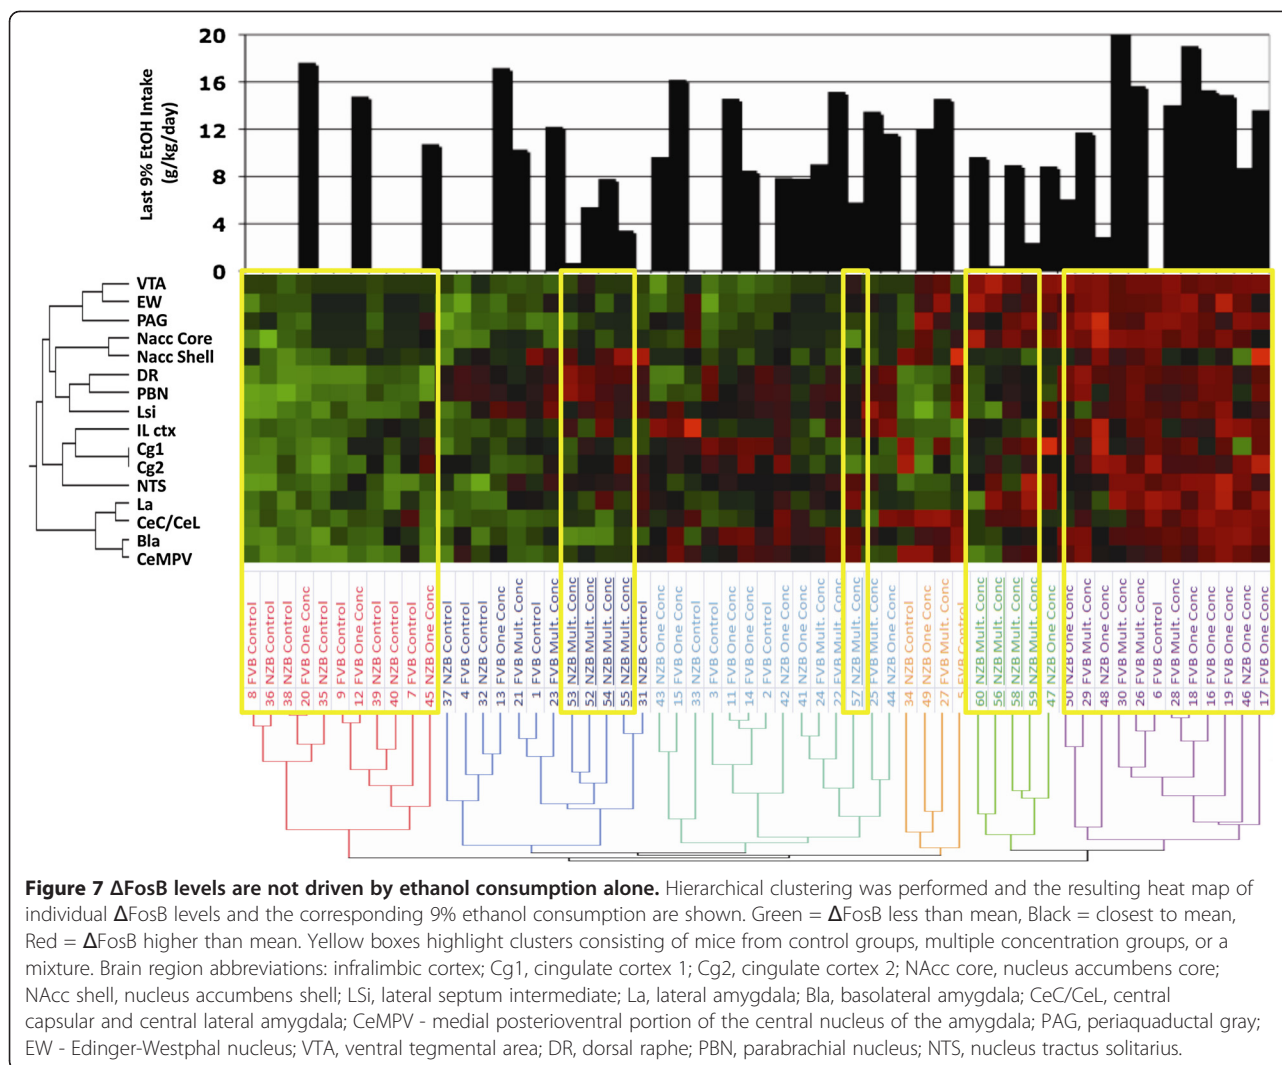 20
16
12
8
4
0
Last 9% EtOH Intake
(g/kg/day)
VTA
EW
PAG
Nacc Core
Nacc Shell
DR
PBN
Lsi
IL ctx
Cg1
Cg2
NTS
La
CeC/CeL
Bla
CeMPV
8 FVB Control
36 NZB Control
38 NZB Control
20 FVB One Conc
35 NZB Control
9 FVB Control
12 FVB One Conc
39 NZB Control
40 NZB Control
7 FVB Control
45 NZB One Conc
37 NZB Control
4 FVB Control
32 NZB Control
13 FVB One Conc
21 FVB Mult. Conc
1 FVB Control
23 FVB Mult. Conc
53 NZB Mult. Conc
52 NZB Mult. Conc
54 NZB Mult. Conc
55 NZB Mult. Conc
31 NZB Control
43 NZB One Conc
15 FVB One Conc
33 NZB Control
3 FVB Control
11 FVB One Conc
14 FVB One Conc
2 FVB Control
42 NZB One Conc
41 NZB One Conc
24 FVB Mult. Conc
22 FVB Mult. Conc
57 NZB Mult. Conc
25 FVB Mult. Conc
44 NZB One Conc
34 NZB Control
49 NZB One Conc
27 FVB Mult. Conc
5 FVB Control
60 NZB Mult. Conc
56 NZB Mult. Conc
58 NZB Mult. Conc
59 NZB Mult. Conc
47 NZB One Conc
50 NZB One Conc
29 FVB Mult. Conc
48 NZB One Conc
30 FVB Mult. Conc
26 FVB Mult. Conc
6 FVB Control
28 FVB Mult. Conc
18 FVB One Conc
16 FVB One Conc
19 FVB One Conc
46 NZB One Conc
17 FVB One Conc
Figure 7 ΔFosB levels are not driven by ethanol consumption alone. Hierarchical clustering was performed and the resulting heat map of
individual ΔFosB levels and the corresponding 9% ethanol consumption are shown. Green = ΔFosB less than mean, Black = closest to mean,
Red = ΔFosB higher than mean. Yellow boxes highlight clusters consisting of mice from control groups, multiple concentration groups, or a
mixture. Brain region abbreviations: infralimbic cortex; Cg1, cingulate cortex 1; Cg2, cingulate cortex 2; NAcc core, nucleus accumbens core;
NAcc shell, nucleus accumbens shell; LSi, lateral septum intermediate; La, lateral amygdala; Bla, basolateral amygdala; CeC/CeL, central
capsular and central lateral amygdala; CeMPV - medial posterioventral portion of the central nucleus of the amygdala; PAG, periaquaductal gray;
EW - Edinger-Westphal nucleus; VTA, ventral tegmental area; DR, dorsal raphe; PBN, parabrachial nucleus; NTS, nucleus tractus solitarius.